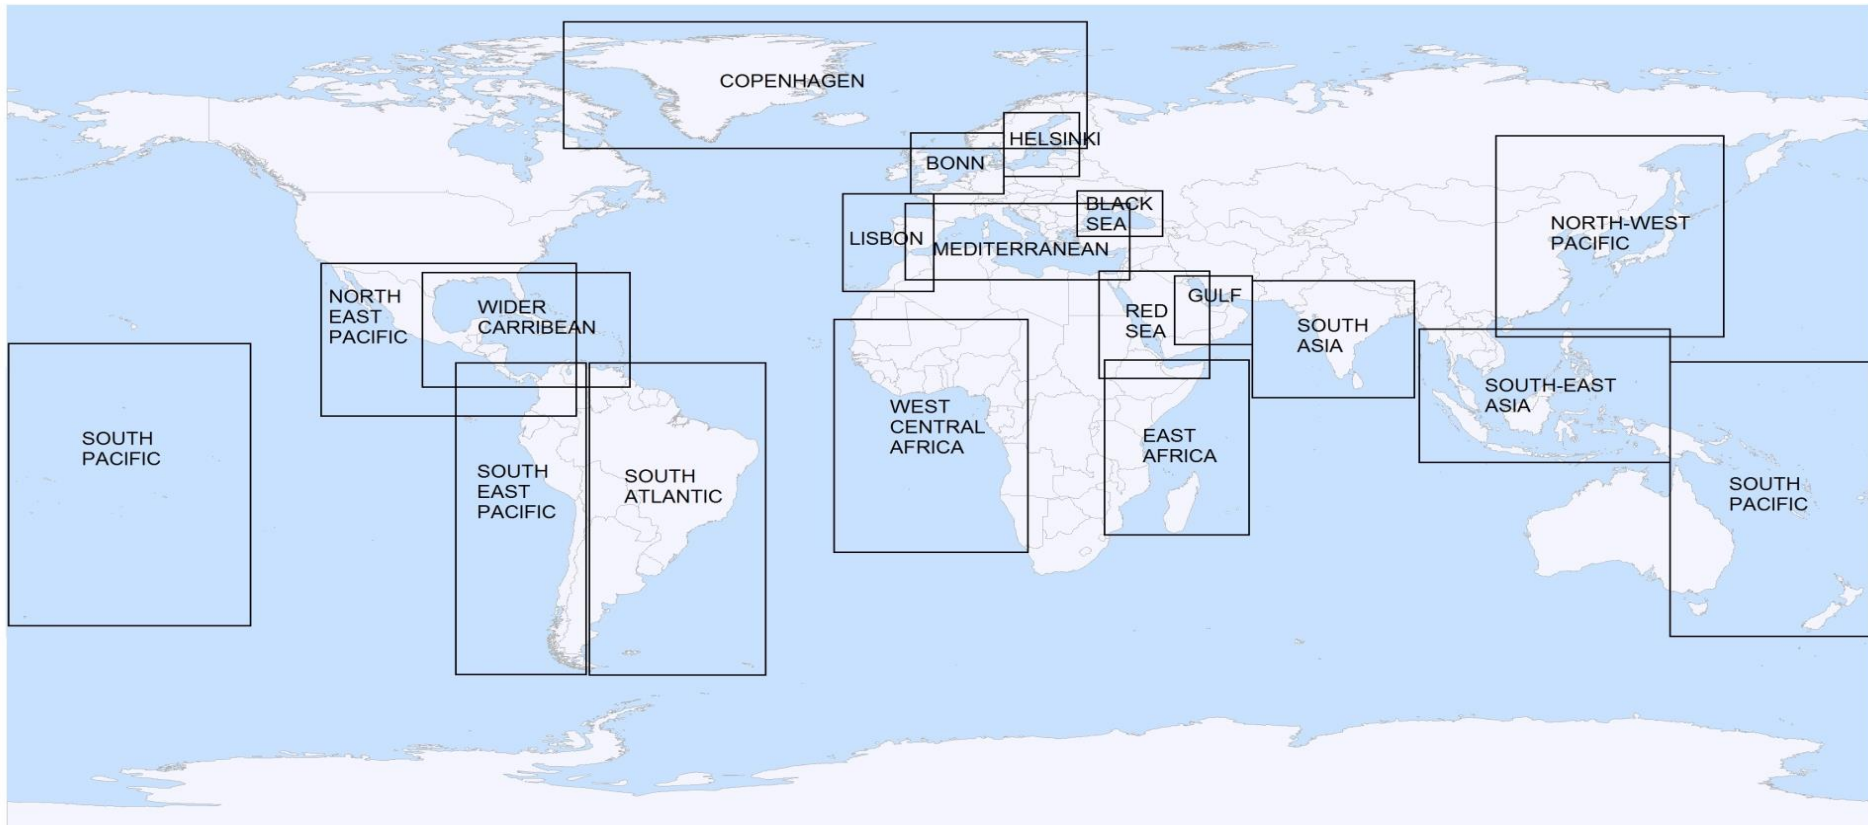 COPENHAGEN
HELSINKI
BONN
BLACK
SEA
LISBON
MEDITERRANEAN
NORTH-WEST
PACIFIC
NORTH
EAST
PACIFIC
WIDER
CARRIBEAN
RED
SEA
GULF
SOUTH
ASIA
SOUTH-EAST
ASIA
WEST
CENTRAL
AFRICA
EAST
AFRICA
SOUTH
PACIFIC
SOUTH
EAST
PACIFIC
SOUTH
ATLANTIC
SOUTH
PACIFIC